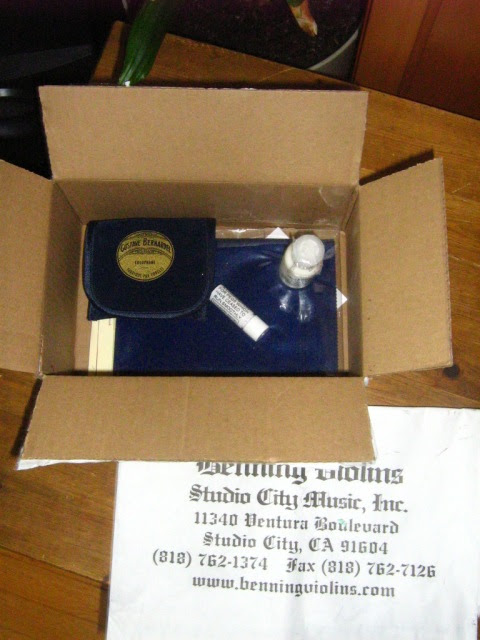 GUSTAVE BERNARDEL
COLOPHANE
Benning Violins
Studio City Music, Inc.
11340 Ventura Boulevard
Studio City, CA 91604
(818) 762-1374 Fax (818) 762-7126
www.benningviolins.com